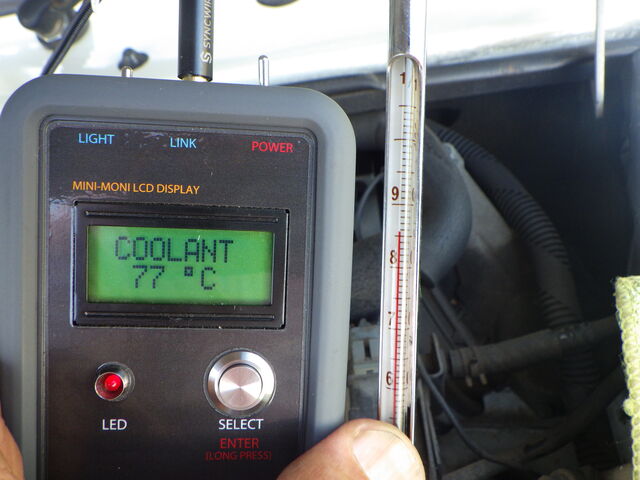 SYNCWIRE
LIGHT LINK POWER
MINI-MONI LCD DISPLAY
COOLANT
77 °C
LED
SELECT
ENTER
(LONG PRESS)
9
8
7
6